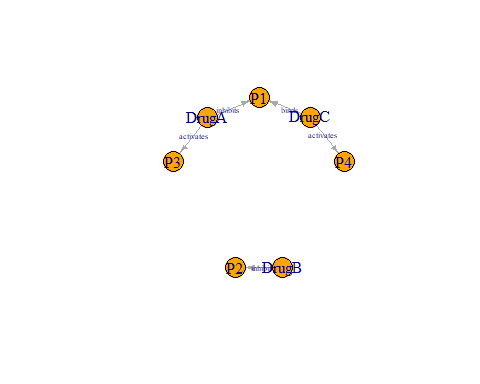 P1
DrugA
inhibits
binds
DrugC
activates
activates
P3
P4
P2
DrugB